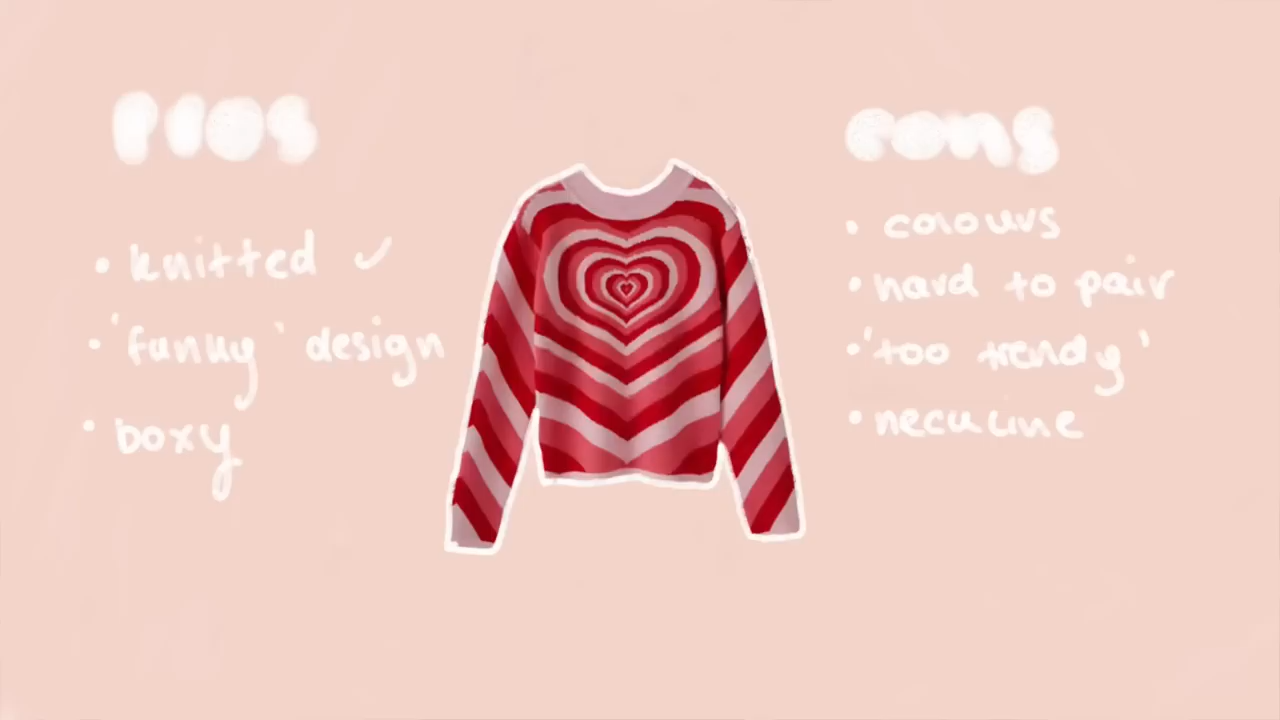 pros
• knitted ✓
• 'funky' design
• boxy
cons
• colours
• hard to pair
• 'too trendy'
• neckline